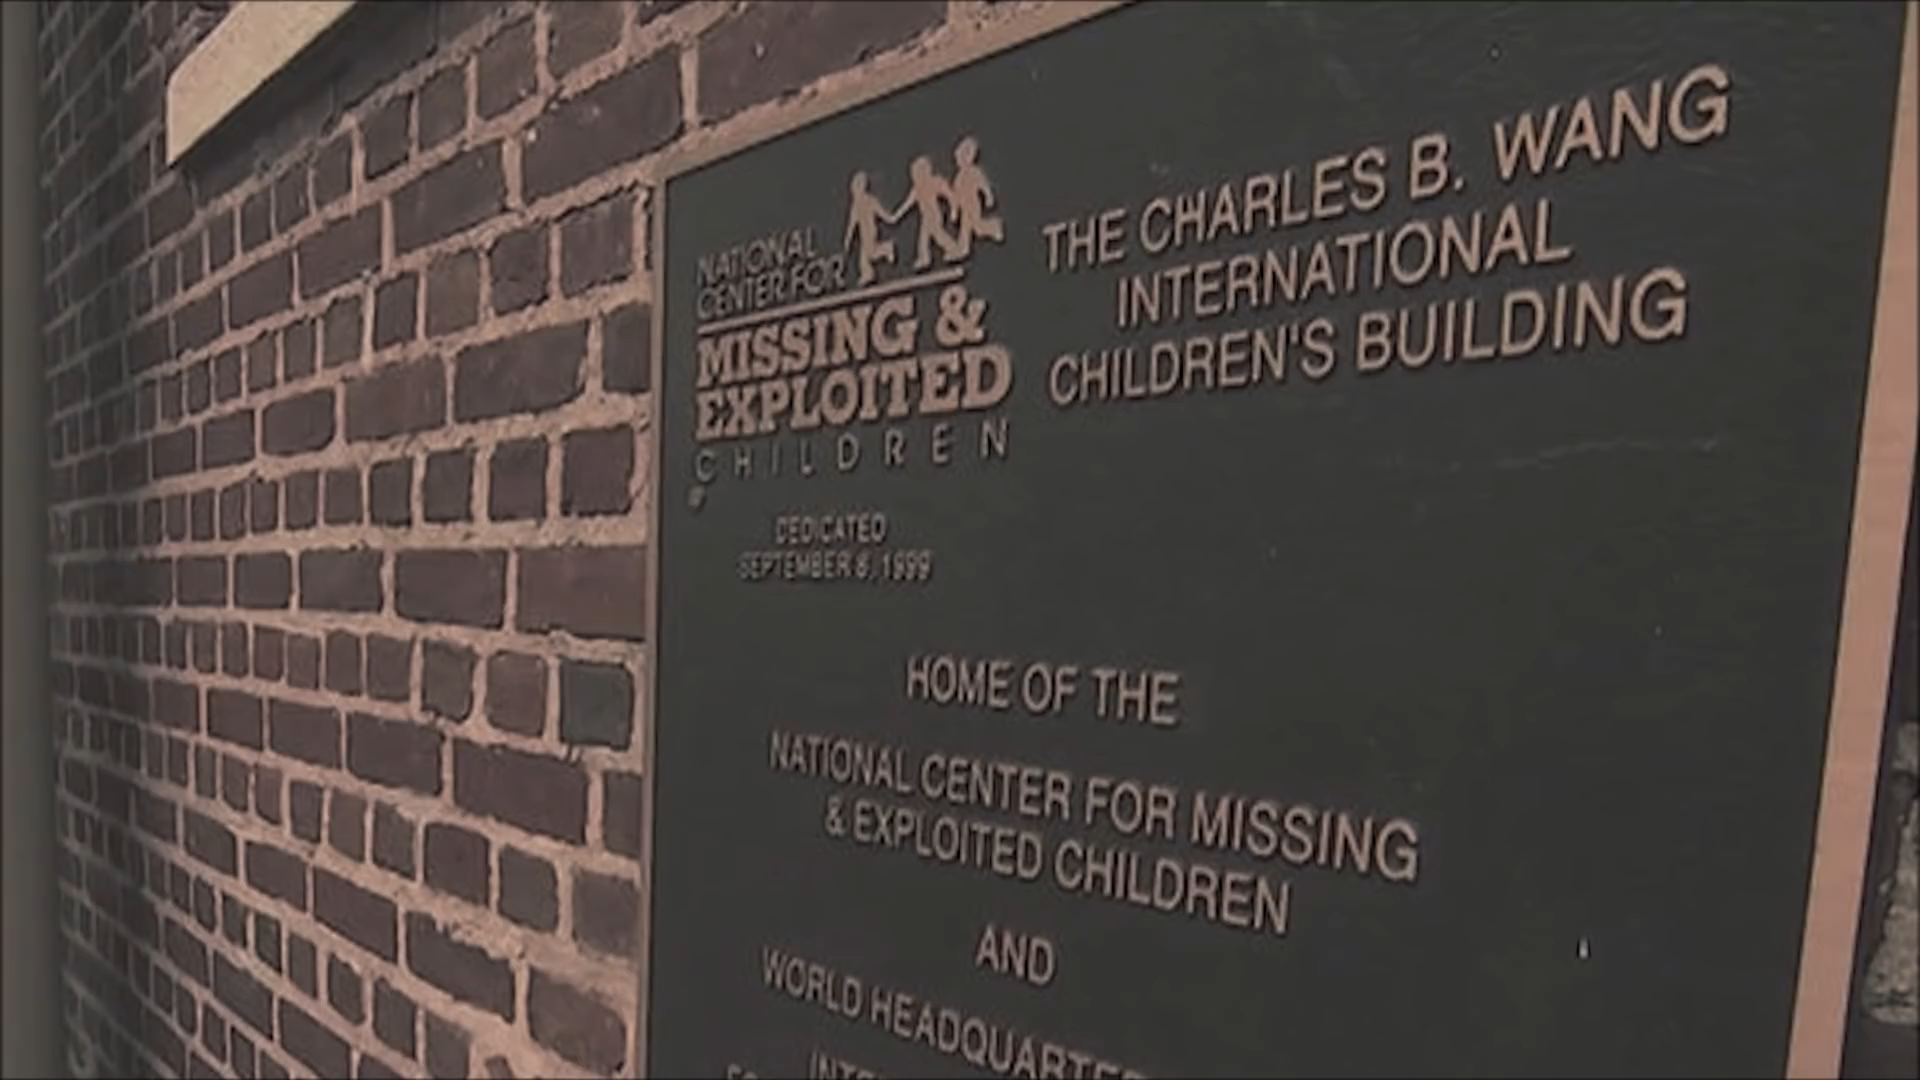 NATIONAL
CENTER FOR
MISSING &
EXPLOITED
CHILDREN
THE CHARLES B. WANG
INTERNATIONAL
CHILDREN'S BUILDING
DEDICATED
SEPTEMBER 8, 1999
HOME OF THE
NATIONAL CENTER FOR MISSING
& EXPLOITED CHILDREN
AND
WORLD